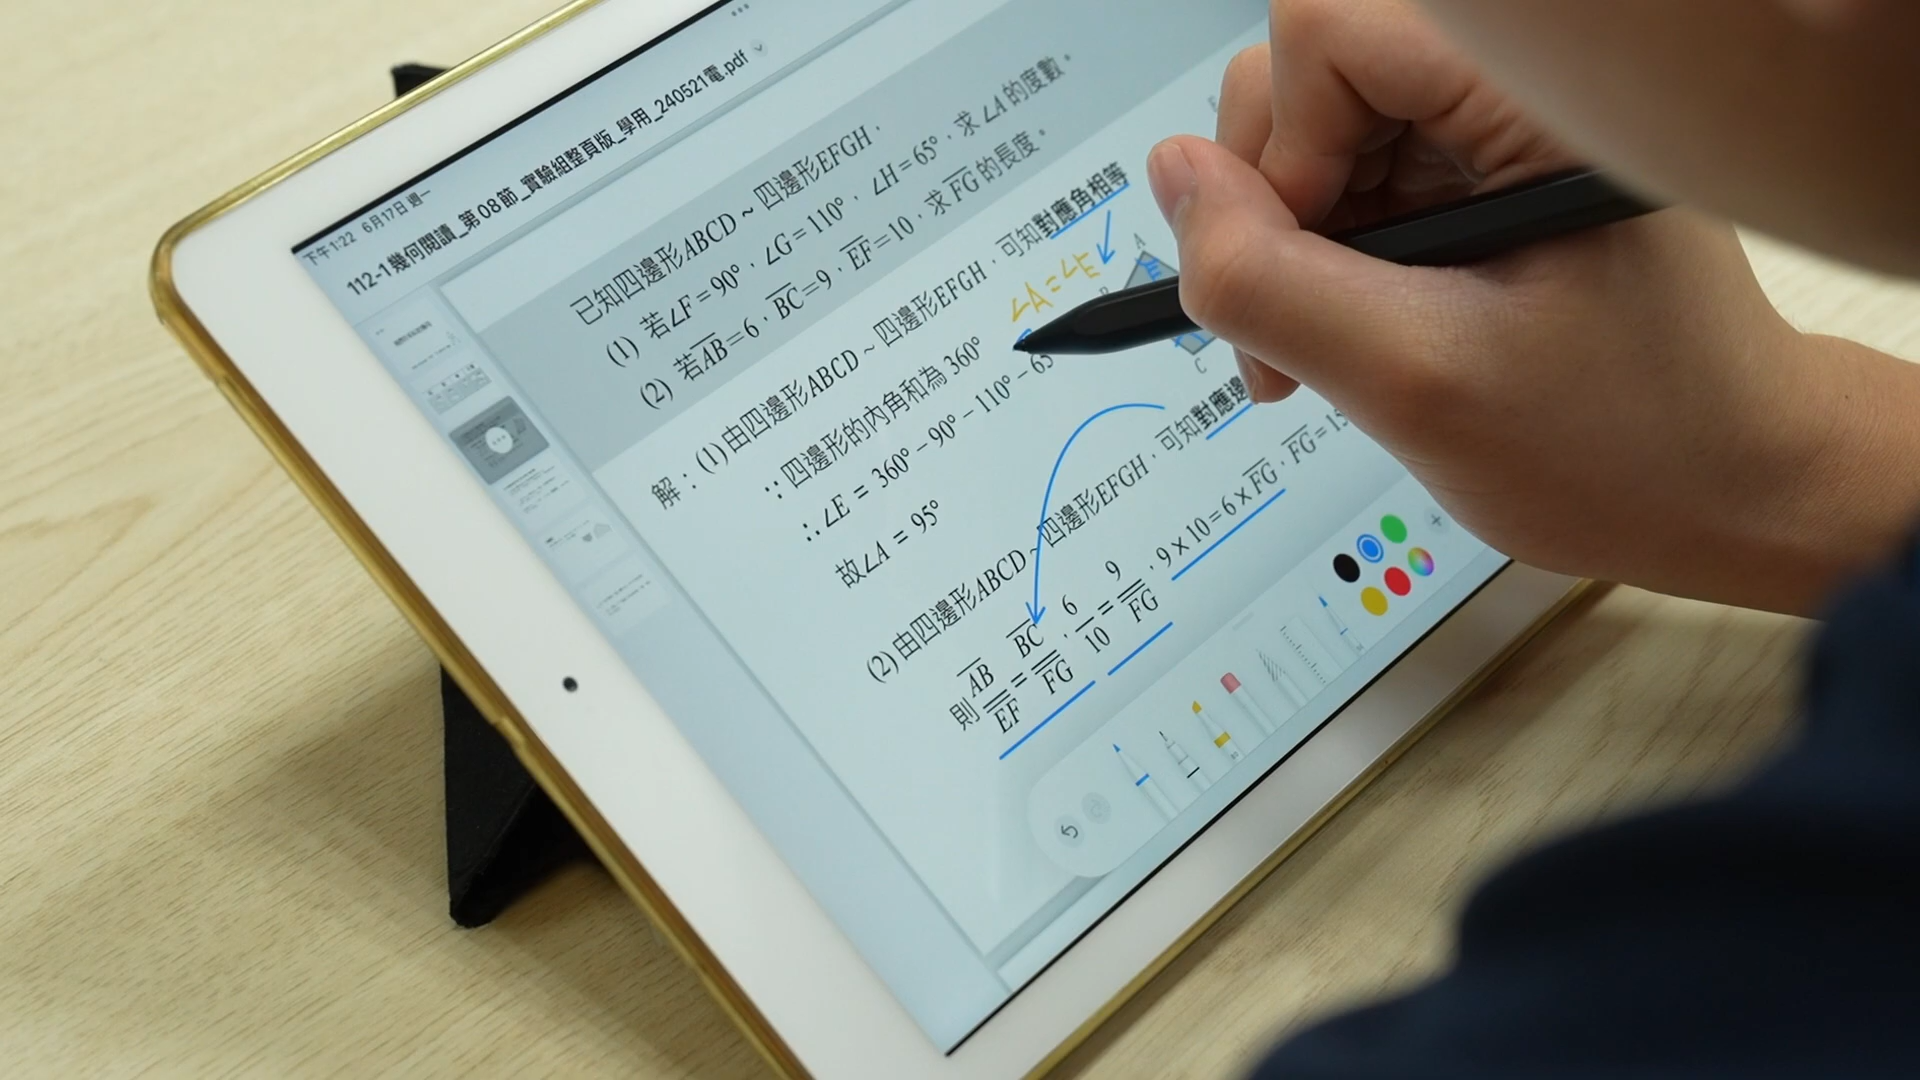 下午1:22 6月17日 週一
112-1幾何閱讀_第08節_實驗組整頁版_學用_240521電.pdf
已知四邊形ABCD ~ 四邊形EFGH，
(1) 若∠F = 90°，∠G = 110°，∠H = 65°，求∠A的度數。
(2) 若AB = 6，BC = 9，EF = 10，求FG的長度。
解：(1) 由四邊形ABCD ~ 四邊形EFGH，可知對應角相等
∠A=∠E
∵四邊形的內角和為 360°
∴∠E = 360° − 90° − 110° − 65°
故∠A = 95°
A
C
(2) 由四邊形ABCD ~ 四邊形EFGH，可知對應邊
則 AB/EF = BC/FG，6/10 = 9/FG，9 × 10 = 6 × FG，FG = 15